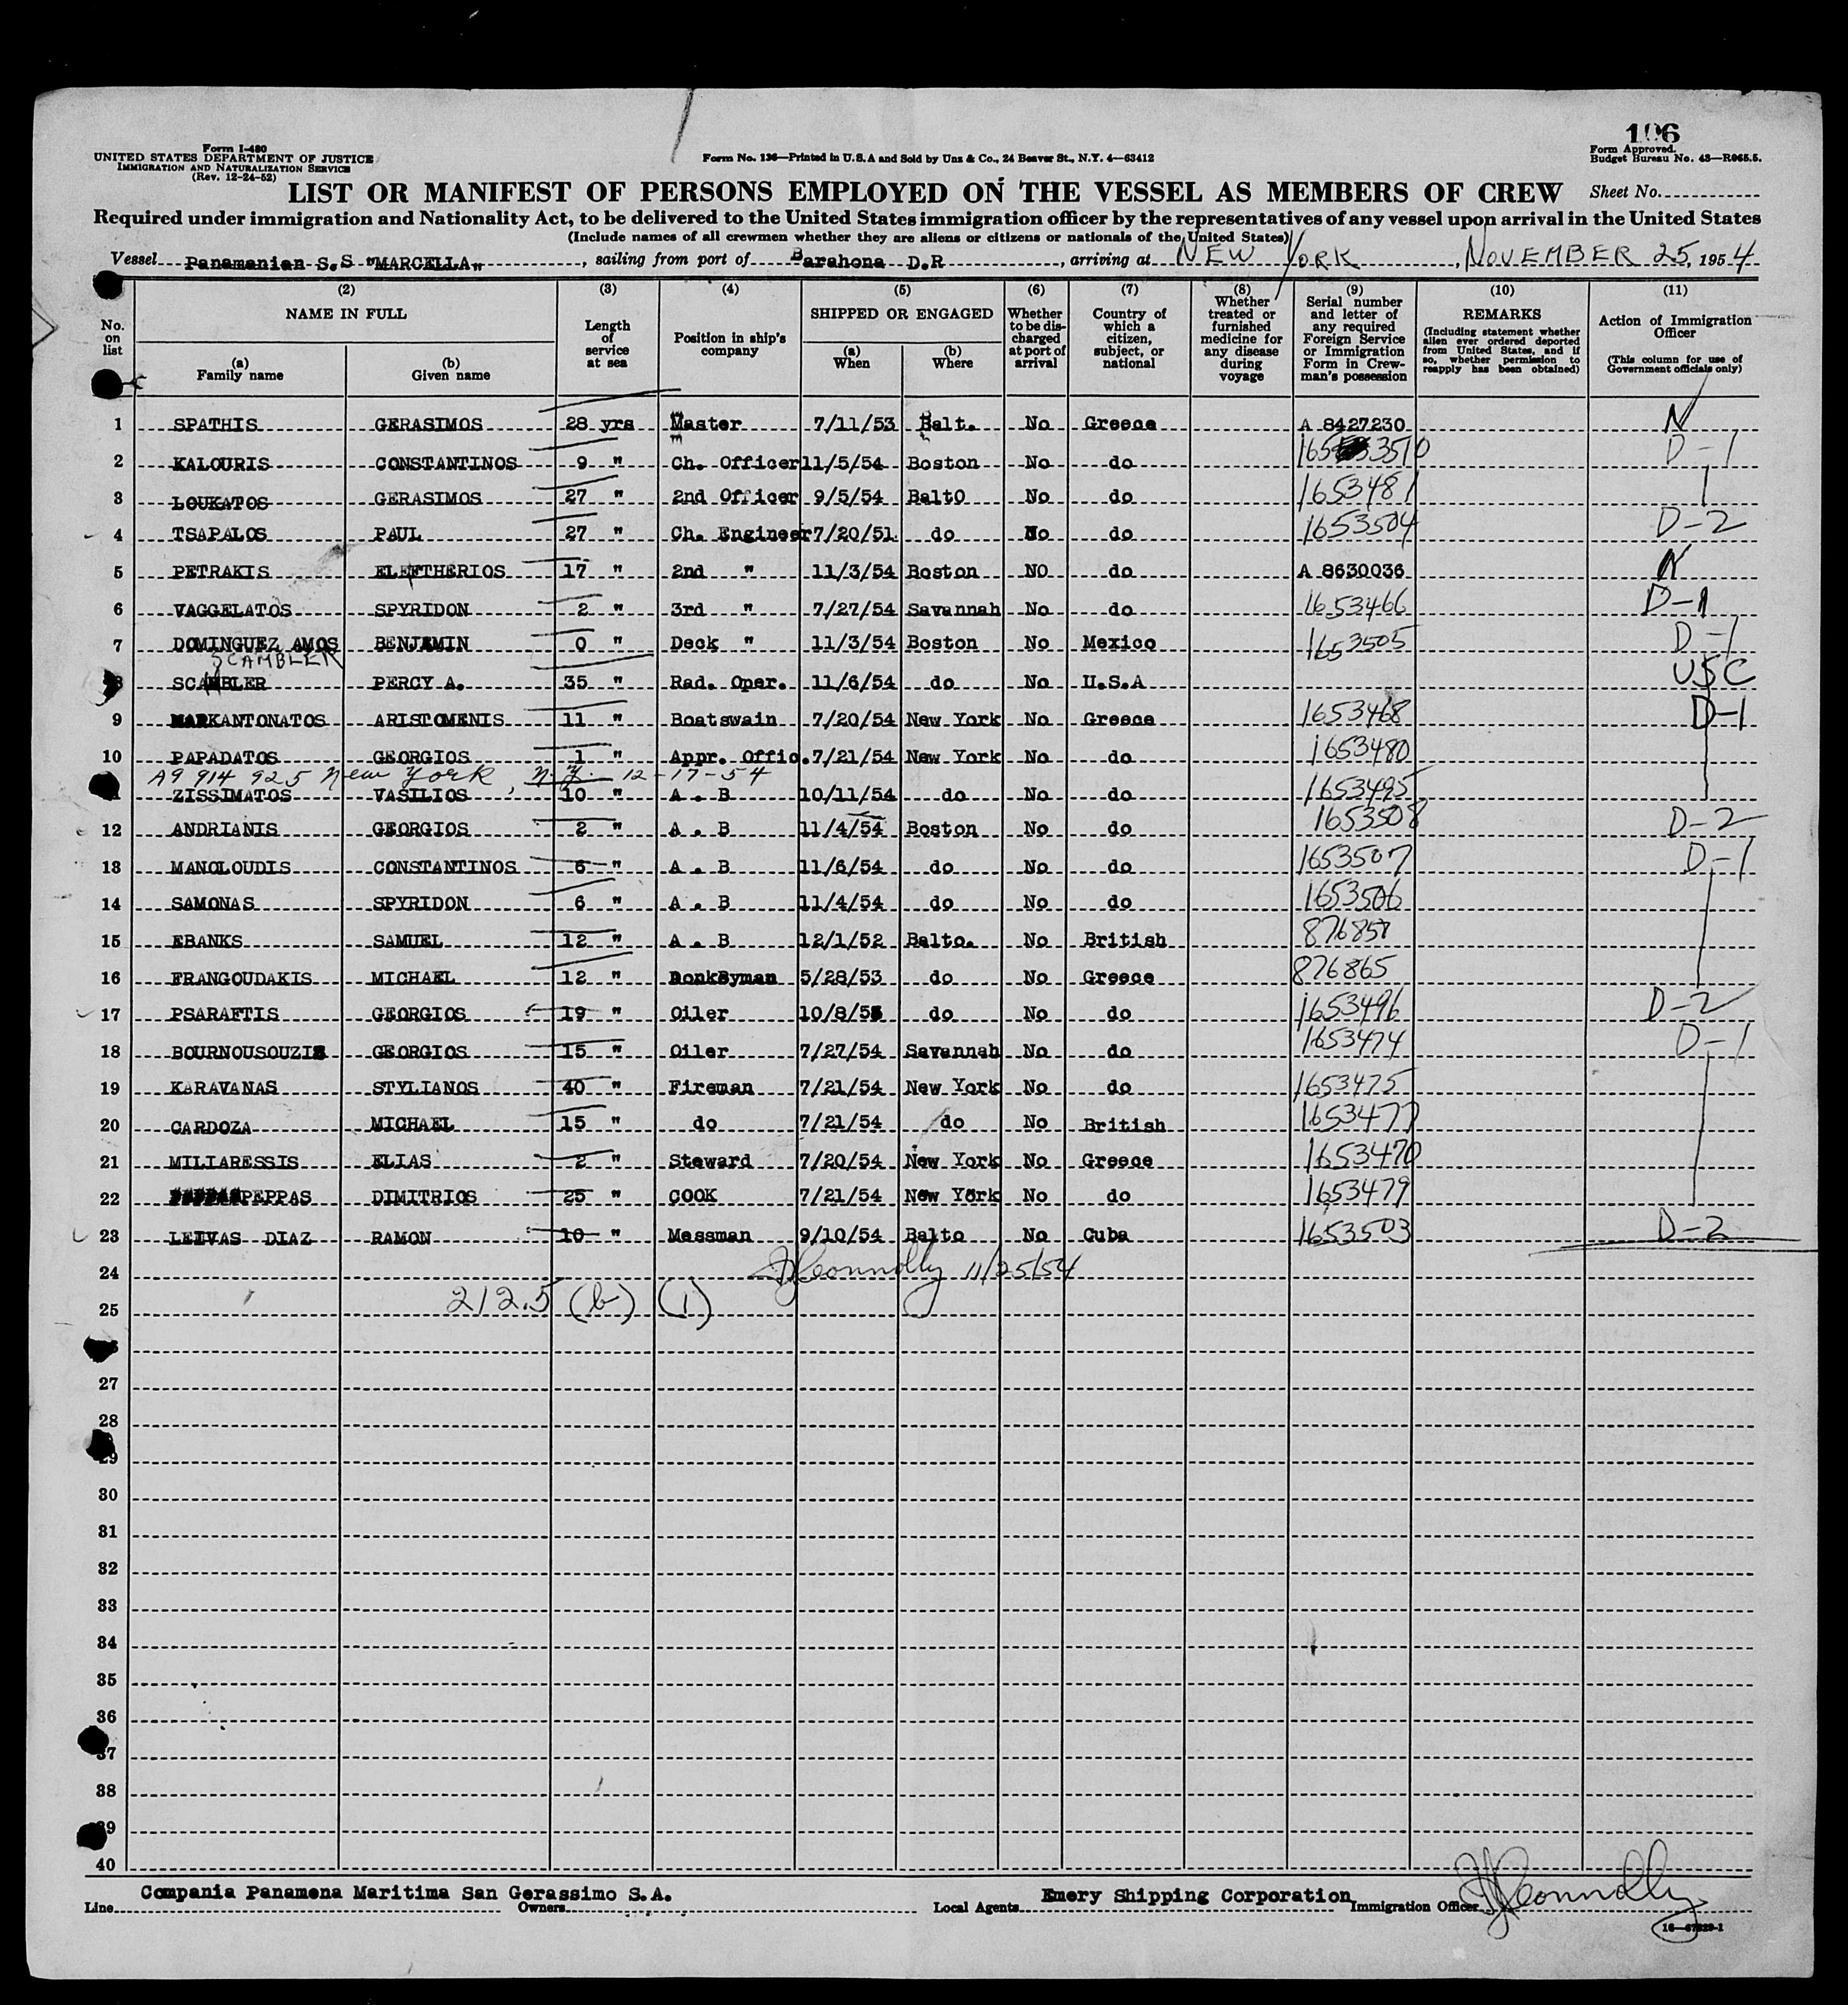 196
Form I-480
UNITED STATES DEPARTMENT OF JUSTICE
IMMIGRATION AND NATURALIZATION SERVICE
(Rev. 12-24-52)
Form No. 136—Printed in U.S.A and Sold by Unz & Co., 24 Beaver St., N.Y. 4—63412
Form Approved.
Budget Bureau No. 43—R065.5.
LIST OR MANIFEST OF PERSONS EMPLOYED ON THE VESSEL AS MEMBERS OF CREW Sheet No.
Required under immigration and Nationality Act, to be delivered to the United States immigration officer by the representatives of any vessel upon arrival in the United States
(Include names of all crewmen whether they are aliens or citizens or nationals of the United States)
Vessel Panamanian S.S "MARCELLA", sailing from port of Barahona D.R, arriving at NEW YORK, NOVEMBER 25, 1954
No. on list
(2) NAME IN FULL (a) Family name (b) Given name
(3) Length of service at sea
(4) Position in ship's company
(5) SHIPPED OR ENGAGED (a) When (b) Where
(6) Whether to be discharged at port of arrival
(7) Country of which a citizen, subject, or national
(8) Whether treated or furnished medicine for any disease during voyage
(9) Serial number and letter of any required Foreign Service or Immigration Form in Crewman's possession
(10) REMARKS (Including statement whether alien ever ordered deported from United States, and if so, whether permission to reapply has been obtained)
(11) Action of Immigration Officer (This column for use of Government officials only)
1 SPATHIS GERASIMOS 28 yrs Master 7/11/53 Balt. No Greece A 8427230 N
2 KALOURIS CONSTANTINOS 9 " Ch. Officer 11/5/54 Boston No do 1653510 D-1
3 LOUKATOS GERASIMOS 27 " 2nd Officer 9/5/54 BaltO No do 1653481
4 TSAPALOS PAUL 27 " Ch. Engineer 7/20/51 do No do 1653504 D-2
5 PETRAKIS ELEFTHERIOS 17 " 2nd " 11/3/54 Boston NO do A 8630036 N
6 VAGGELATOS SPYRIDON 2 " 3rd " 7/27/54 Savannah No do 1653466 D-1
7 DOMINGUEZ AMOS BENJAMIN 0 " Deck " 11/3/54 Boston No Mexico 1653505 D-1
SCAMBLER
8 SCAMBLER PERCY A. 35 " Rad. Oper. 11/6/54 do No U.S.A USC
9 MARKANTONATOS ARISTOMENIS 11 " Boatswain 7/20/54 New York No Greece 1653468 D-1
10 PAPADATOS GEORGIOS 1 " Appr. Offic. 7/21/54 New York No do 1653480
A9 914 925 New York, N.Y. 12-17-54
ZISSIMATOS VASILIOS 10 " A . B 10/11/54 do No do 1653495
12 ANDRIANIS GEORGIOS 2 " A . B 11/4/54 Boston No do 1653508 D-2
13 MANOLOUDIS CONSTANTINOS 6 " A . B 11/6/54 do No do 1653507 D-1
14 SAMONAS SPYRIDON 6 " A . B 11/4/54 do No do 1653506
15 EBANKS SAMUEL 12 " A . B 12/1/52 Balto. No British 876857
16 FRANGOUDAKIS MICHAEL 12 " Donkeyman 5/28/53 do No Greece 876865
17 PSARAFTIS GEORGIOS 19 " Oiler 10/8/53 do No do 1653496 D-2
18 BOURNOUSOUZIS GEORGIOS 15 " Oiler 7/27/54 Savannah No do 1653474 D-1
19 KARAVANAS STYLIANOS 40 " Fireman 7/21/54 New York No do 1653475
20 CARDOZA MICHAEL 15 " do 7/21/54 do No British 1653477
21 MILIARESSIS ELIAS 2 " Steward 7/20/54 New York No Greece 1653470
22 PEPPAS DIMITRIOS 25 " COOK 7/21/54 New York No do 1653479
23 LEIVAS DIAZ RAMON 10 " Messman 9/10/54 Balto No Cuba 1653503 D-2
24 JJConnolly 11/25/54
25 212.5 (b) (1)
27
28
29
30
31
32
33
34
35
36
37
38
39
40
Line Compania Panamena Maritima San Gerassimo S.A. Owners Local Agents Emery Shipping Corporation Immigration Officer JJConnolly